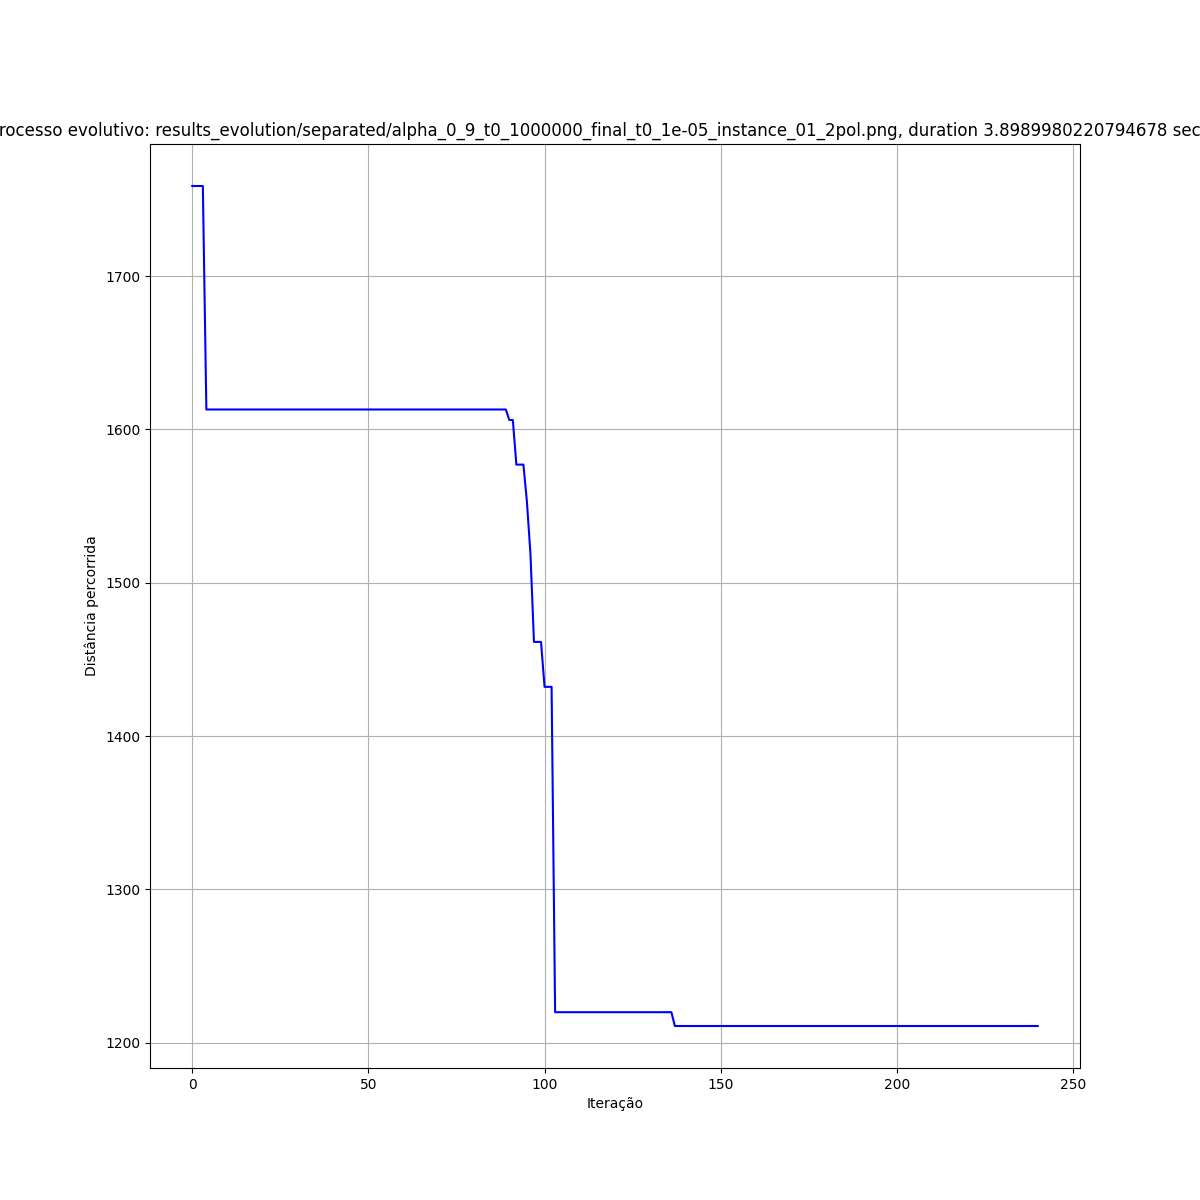 rocesso evolutivo: results_evolution/separated/alpha_0_9_t0_1000000_final_t0_1e-05_instance_01_2pol.png, duration 3.8989980220794678 sec
1700
1600
1500
1400
1300
1200
Distância percorrida
0 50 100 150 200 250
Iteração